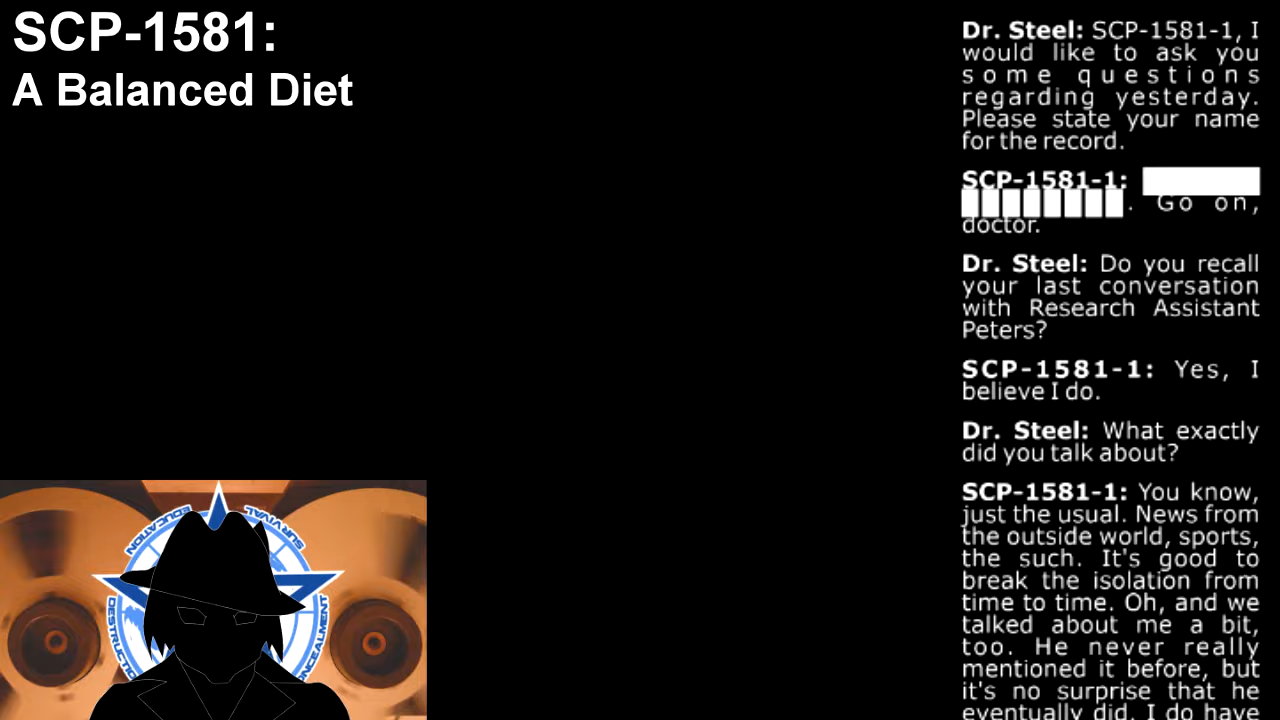 SCP-1581:
A Balanced Diet
Dr. Steel: SCP-1581-1, I
would like to ask you
some questions
regarding yesterday.
Please state your name
for the record.
SCP-1581-1:
. Go on,
doctor.
Dr. Steel: Do you recall
your last conversation
with Research Assistant
Peters?
SCP-1581-1: Yes, I
believe I do.
Dr. Steel: What exactly
did you talk about?
SCP-1581-1: You know,
just the usual. News from
the outside world, sports,
the such. It's good to
break the isolation from
time to time. Oh, and we
talked about me a bit,
too. He never really
mentioned it before, but
it's no surprise that he
eventually did. I do have
EDUCATION
SURVIVAL